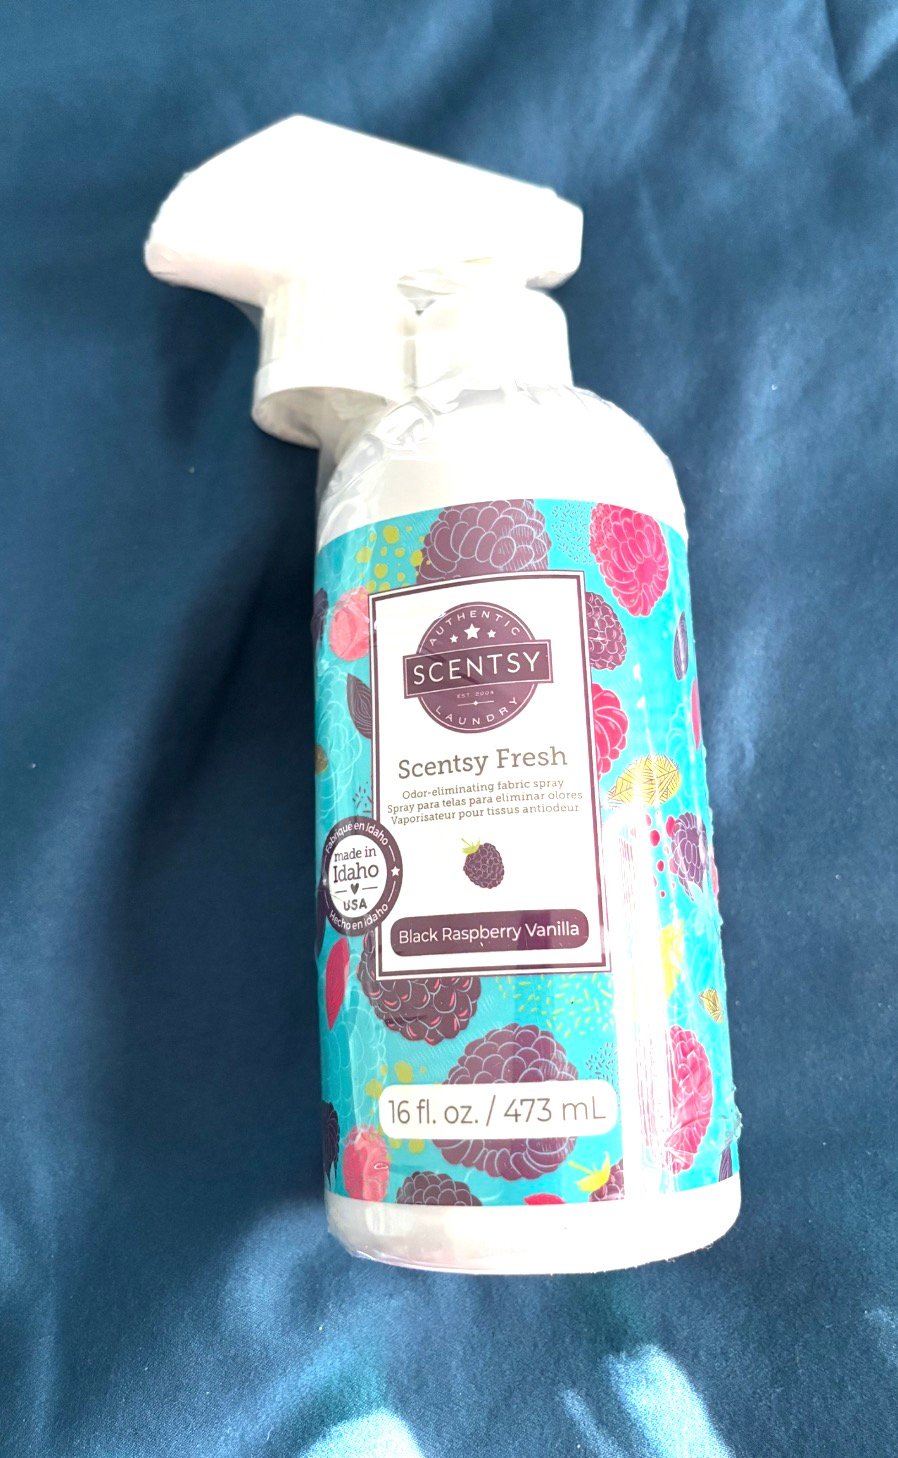 AUTHENTIC
SCENTSY
EST. 2004
LAUNDRY
Scentsy Fresh
Odor-eliminating fabric spray
Spray para telas para eliminar olores
Vaporisateur pour tissus antiodeur
Fabriqué en Idaho
made in
Idaho
USA
Hecho en Idaho
Black Raspberry Vanilla
16 fl. oz. / 473 mL